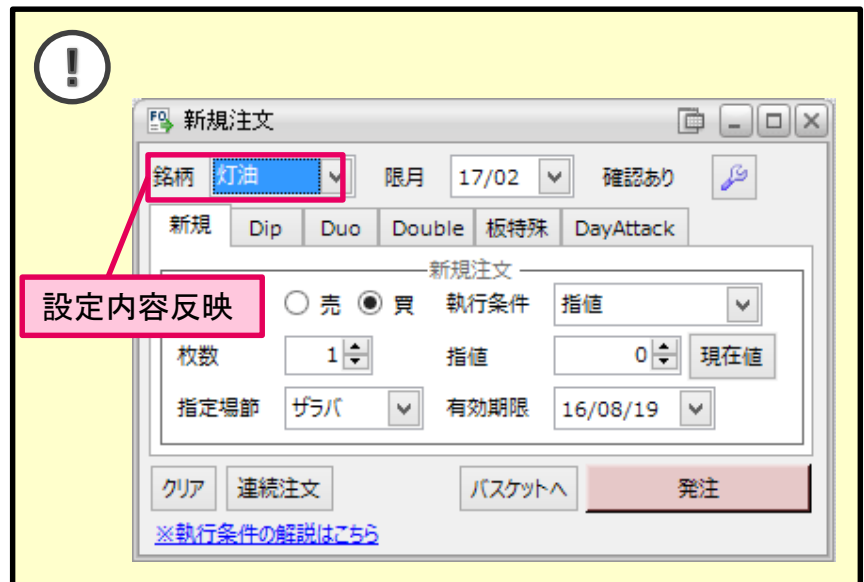 !
FO 新規注文
銘柄 灯油 限月 17/02 確認あり
新規 Dip Duo Double 板特殊 DayAttack
新規注文
設定内容反映 売 買 執行条件 指値
枚数 1 指値 0 現在値
指定場節 ザラバ 有効期限 16/08/19
クリア 連続注文 バスケットへ 発注
※執行条件の解説はこちら